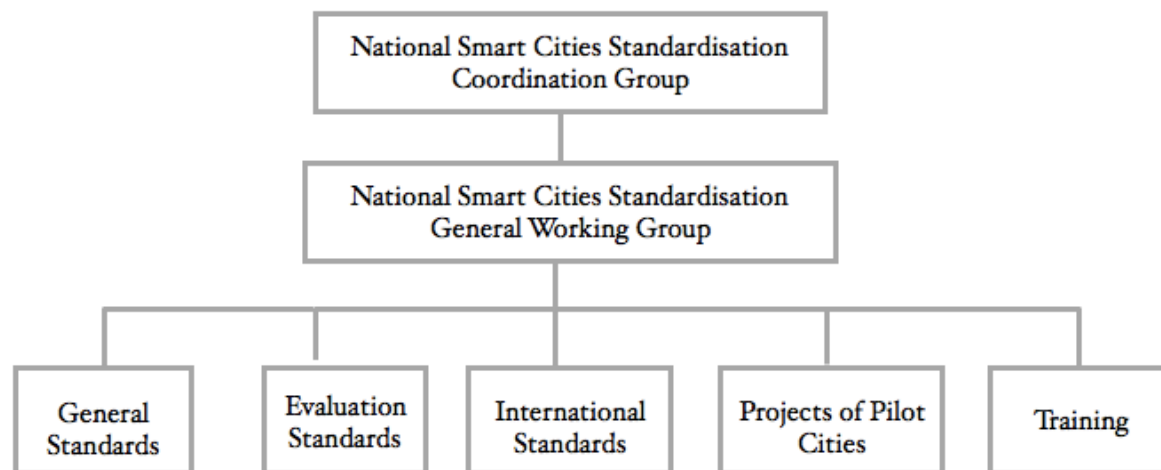 National Smart Cities Standardisation
Coordination Group
National Smart Cities Standardisation
General Working Group
General
Standards
Evaluation
Standards
International
Standards
Projects of Pilot
Cities
Training